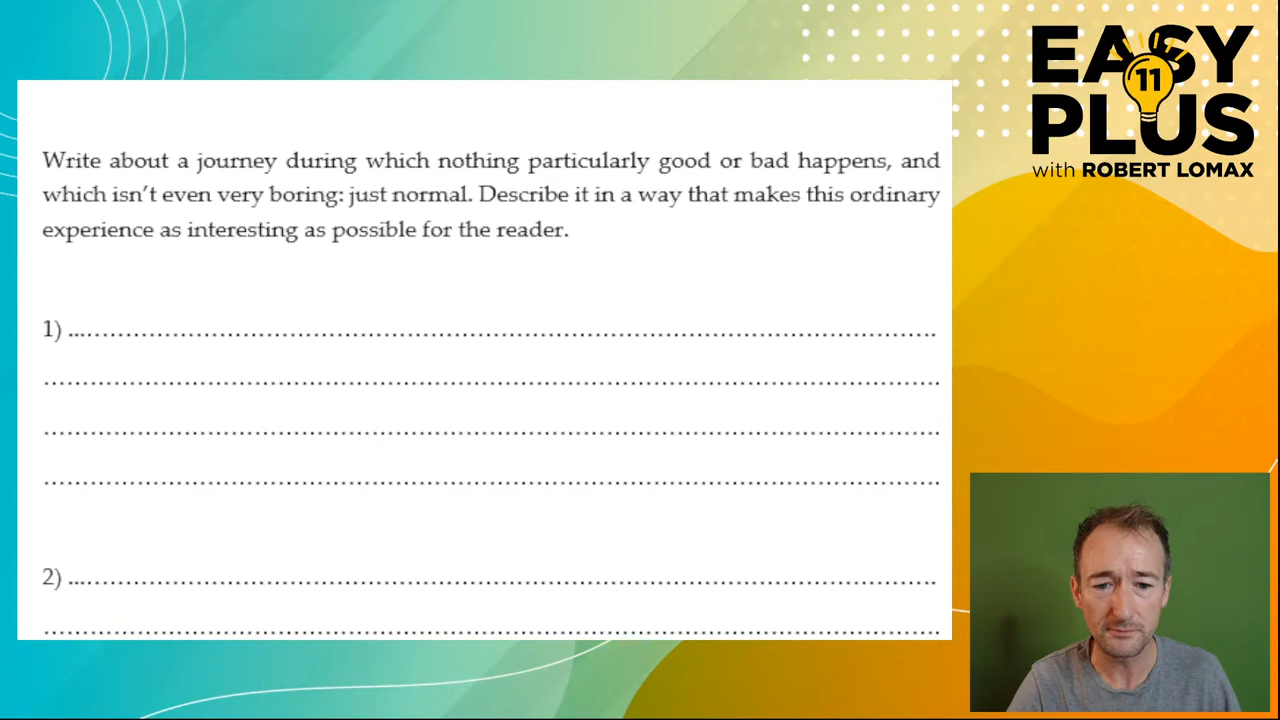 EASY
11
PLUS
with ROBERT LOMAX
Write about a journey during which nothing particularly good or bad happens, and
which isn't even very boring: just normal. Describe it in a way that makes this ordinary
experience as interesting as possible for the reader.
1) ...........................................................................................
...........................................................................................
...........................................................................................
...........................................................................................
2) ...........................................................................................
...........................................................................................